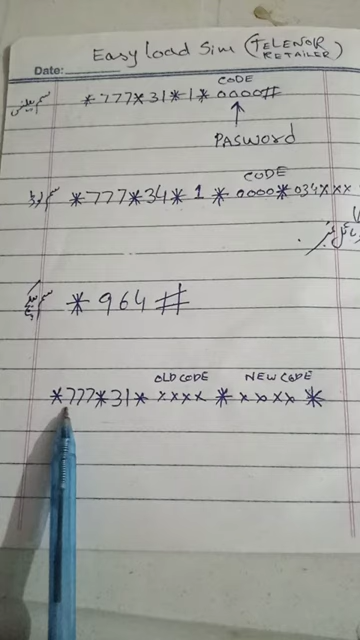 Easy Load Sim (TELENOR RETAILER)
Date:
CODE
*777*31*1*0000#
PASWORD
CODE
*777*34*1*0000*034xxx
*964#
OLD CODE NEW CODE
*777*31*xxxx*xxxx*